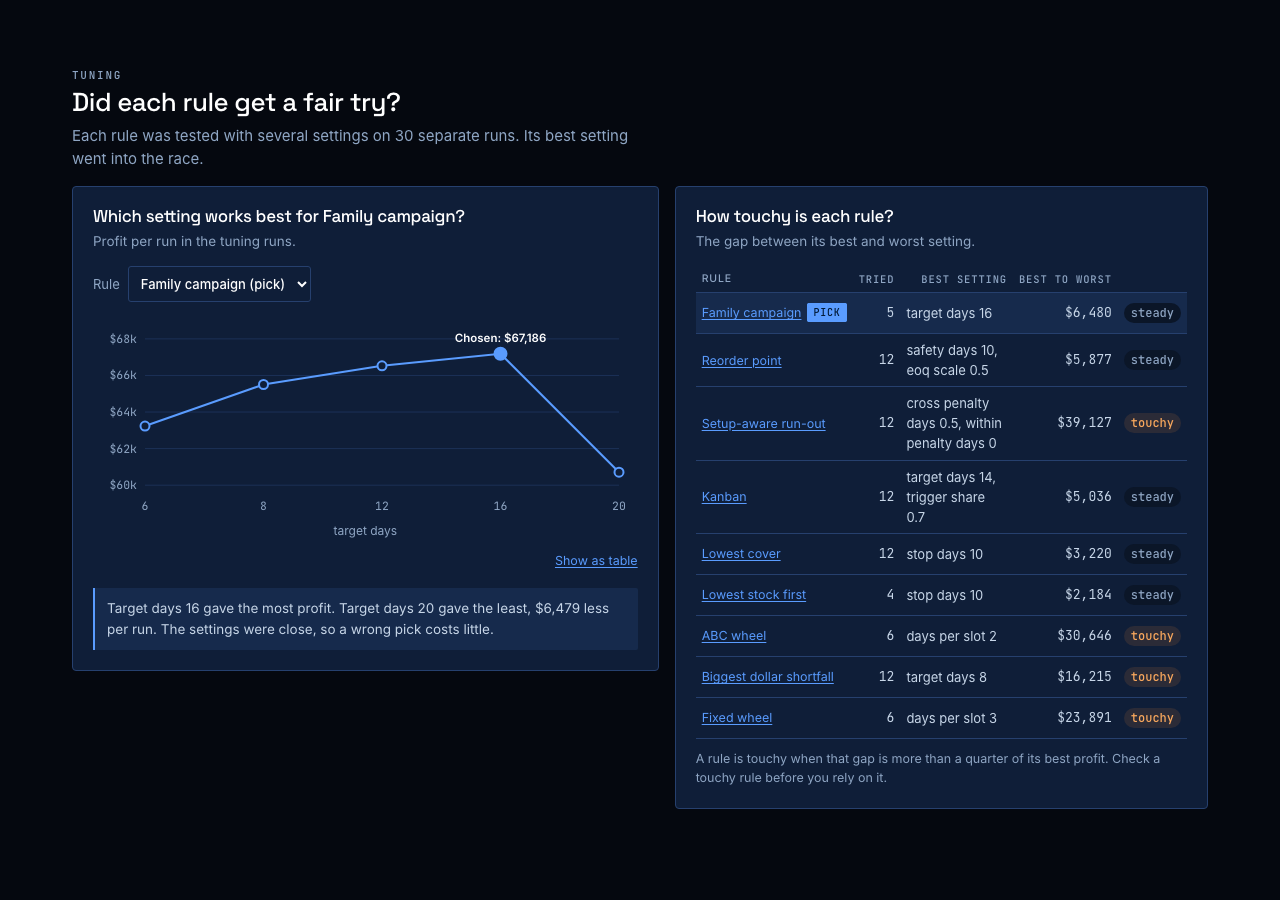 TUNING
Did each rule get a fair try?
Each rule was tested with several settings on 30 separate runs. Its best setting
went into the race.
Which setting works best for Family campaign?
Profit per run in the tuning runs.
Rule Family campaign (pick)
Chosen: $67,186
$68k
$66k
$64k
$62k
$60k
6 8 12 16 20
target days
Show as table
Target days 16 gave the most profit. Target days 20 gave the least, $6,479 less
per run. The settings were close, so a wrong pick costs little.
How touchy is each rule?
The gap between its best and worst setting.
RULE TRIED BEST SETTING BEST TO WORST
Family campaign PICK 5 target days 16 $6,480 steady
Reorder point 12 safety days 10,
eoq scale 0.5 $5,877 steady
Setup-aware run-out 12 cross penalty
days 0.5, within
penalty days 0 $39,127 touchy
Kanban 12 target days 14,
trigger share
0.7 $5,036 steady
Lowest cover 12 stop days 10 $3,220 steady
Lowest stock first 4 stop days 10 $2,184 steady
ABC wheel 6 days per slot 2 $30,646 touchy
Biggest dollar shortfall 12 target days 8 $16,215 touchy
Fixed wheel 6 days per slot 3 $23,891 touchy
A rule is touchy when that gap is more than a quarter of its best profit. Check a
touchy rule before you rely on it.